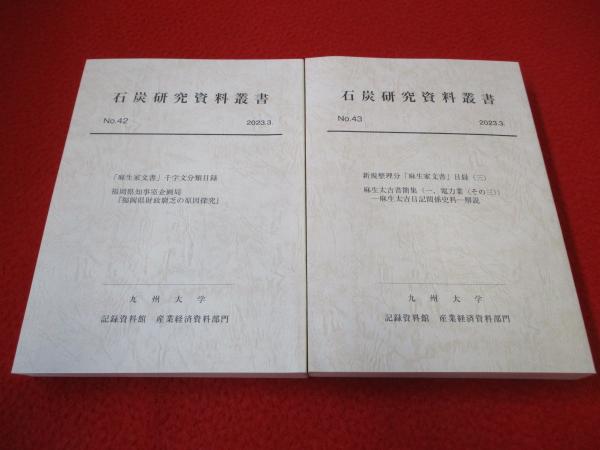 石炭研究資料叢書
No.42
2023.3.
「麻生家文書」千字文分類目録
福岡県知事室企画局
『福岡県財政窮乏の原因探究』
九州大学
記録資料館 産業経済資料部門
石炭研究資料叢書
No.43
2023.3.
新規整理分「麻生家文書」目録(三)
麻生太吉書簡集(一、電力業(その三))
―麻生太吉日記関係史料―解説
九州大学
記録資料館 産業経済資料部門